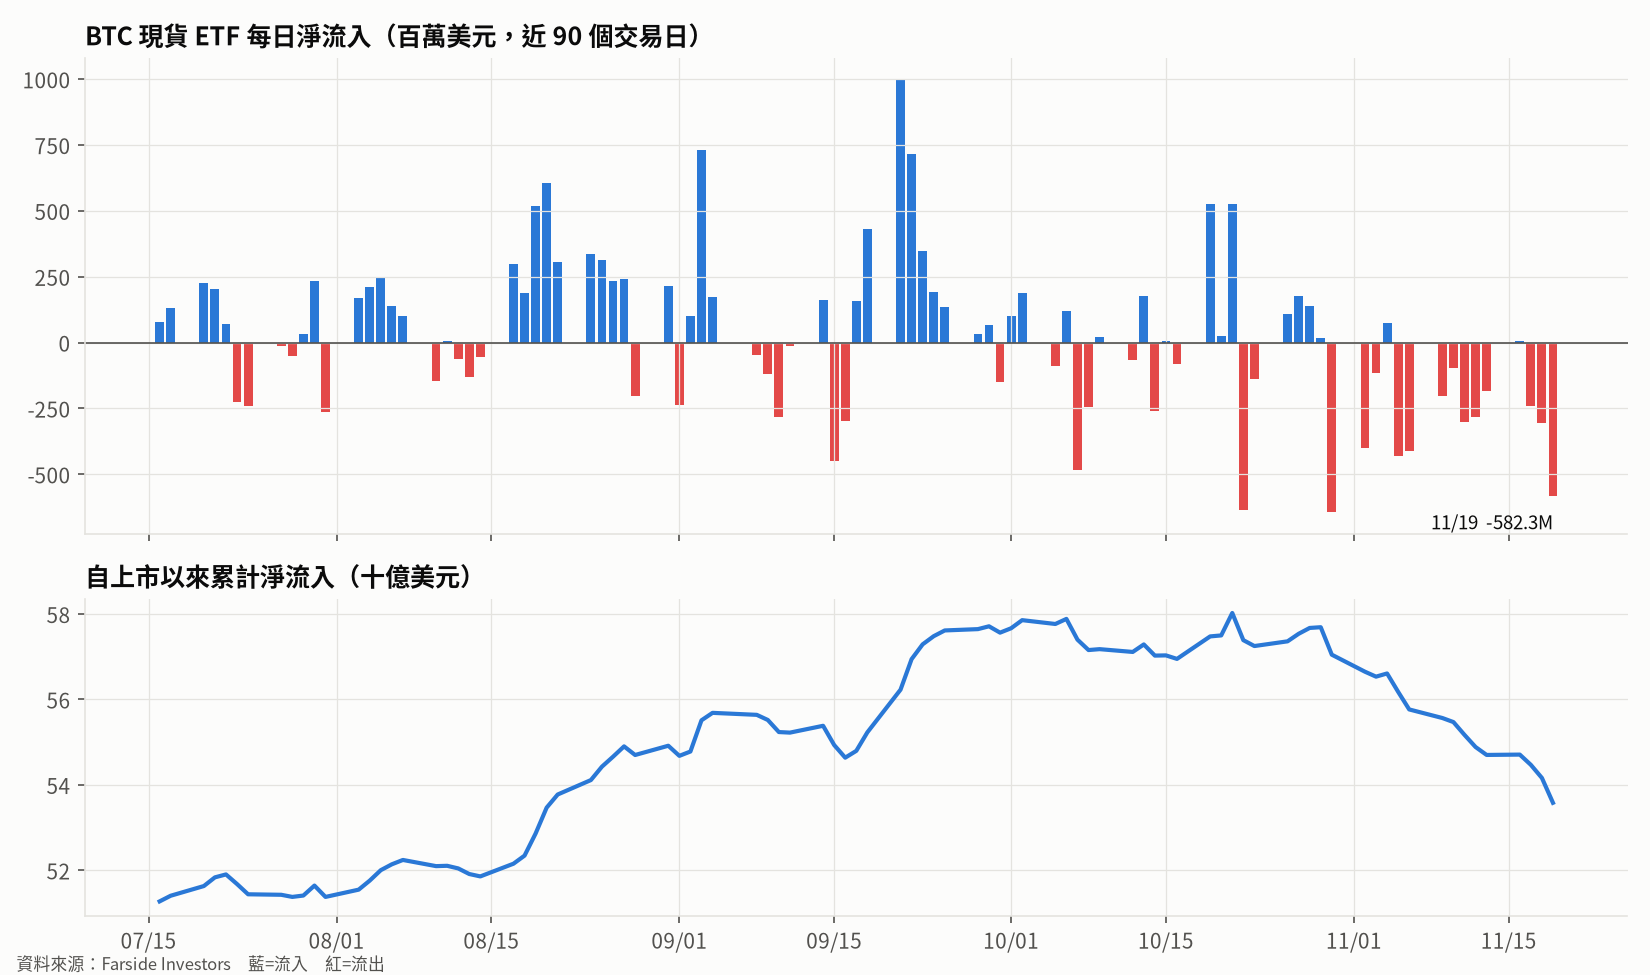 BTC 現貨 ETF 每日淨流入（百萬美元，近 90 個交易日）
1000
750
500
250
0
-250
-500
11/19 -582.3M
自上市以來累計淨流入（十億美元）
58
56
54
52
07/15 08/01 08/15 09/01 09/15 10/01 10/15 11/01 11/15
資料來源：Farside Investors 藍=流入 紅=流出